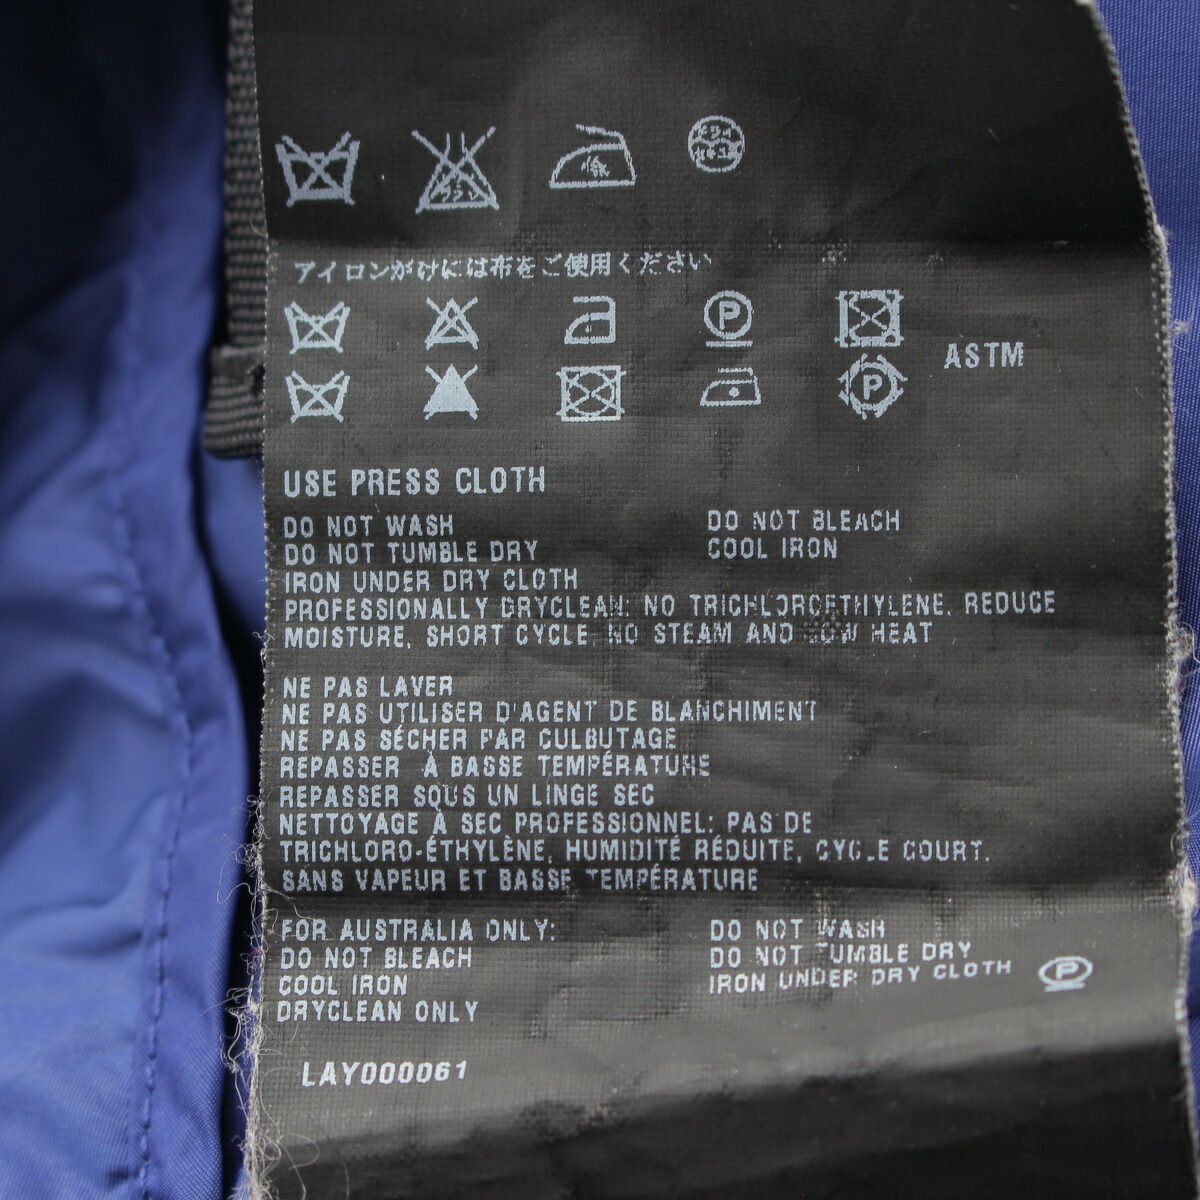 アイロンがけには布をご使用ください
P
ASTM
P
USE PRESS CLOTH
DO NOT WASH DO NOT BLEACH
DO NOT TUMBLE DRY COOL IRON
IRON UNDER DRY CLOTH
PROFESSIONALLY DRYCLEAN: NO TRICHLOROETHYLENE, REDUCE
MOISTURE, SHORT CYCLE, NO STEAM AND LOW HEAT
NE PAS LAVER
NE PAS UTILISER D'AGENT DE BLANCHIMENT
NE PAS SÉCHER PAR CULBUTAGE
REPASSER À BASSE TEMPÉRATURE
REPASSER SOUS UN LINGE SEC
NETTOYAGE À SEC PROFESSIONNEL: PAS DE
TRICHLORO-ÉTHYLÈNE, HUMIDITÉ RÉDUITE, CYCLE COURT.
SANS VAPEUR ET BASSE TEMPÉRATURE
FOR AUSTRALIA ONLY: DO NOT WASH
DO NOT BLEACH DO NOT TUMBLE DRY
COOL IRON IRON UNDER DRY CLOTH P
DRYCLEAN ONLY
LAY000061